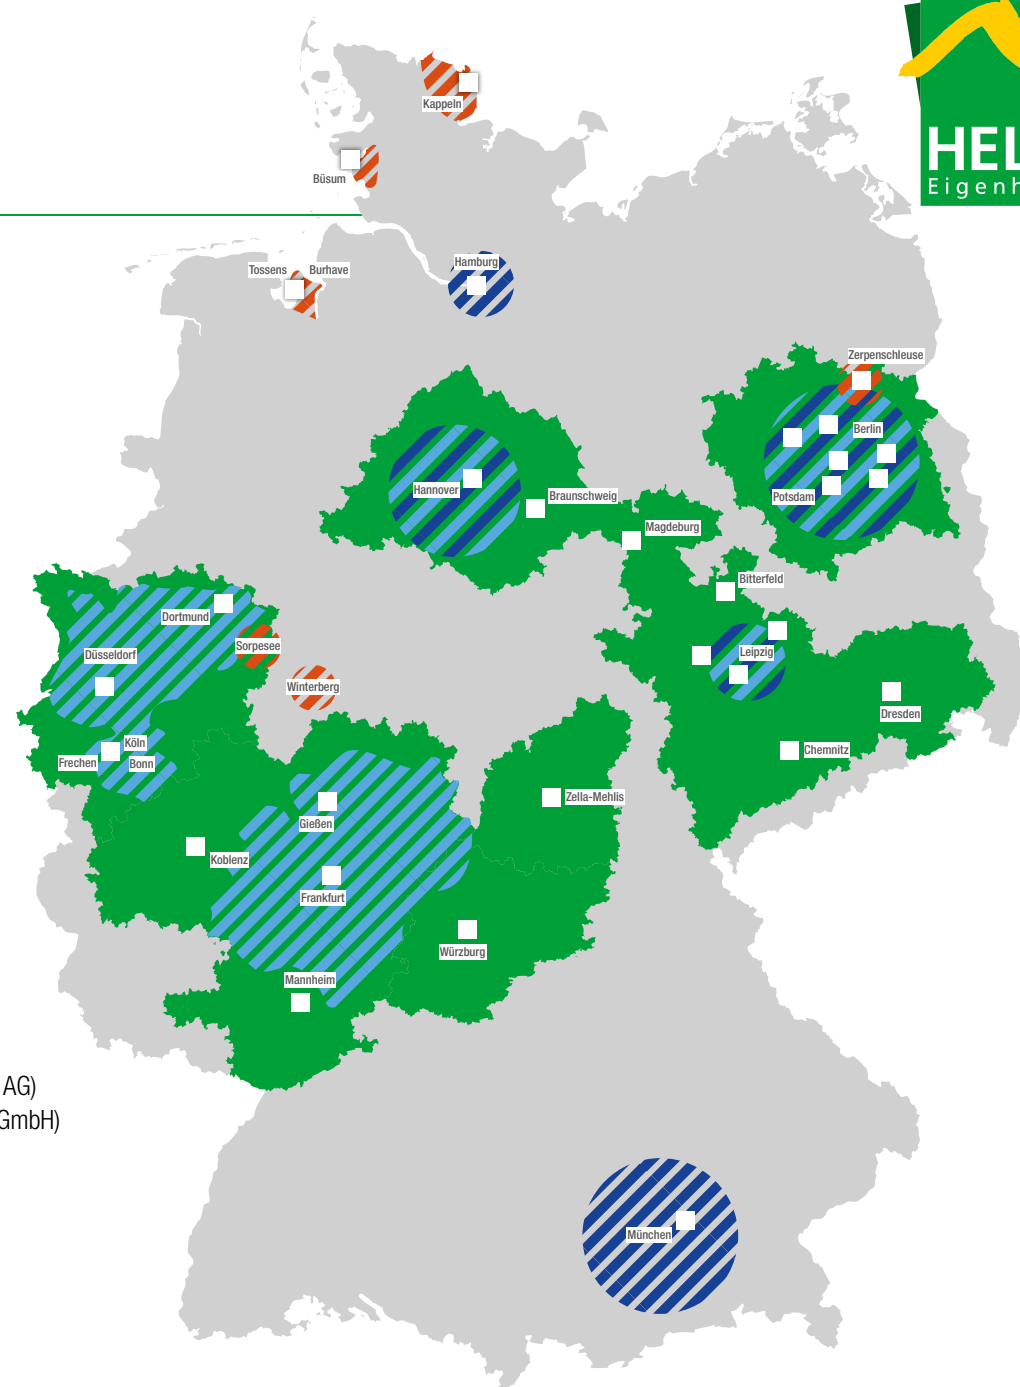 HEL
Eigenh
Kappeln
Büsum
Tossens
Burhave
Hamburg
Zerpenschleuse
Berlin
Hannover
Potsdam
Braunschweig
Magdeburg
Bitterfeld
Dortmund
Sorpesee
Düsseldorf
Leipzig
Winterberg
Dresden
Köln
Frechen
Bonn
Chemnitz
Zella-Mehlis
Gießen
Koblenz
Frankfurt
Würzburg
Mannheim
AG)
GmbH)
München